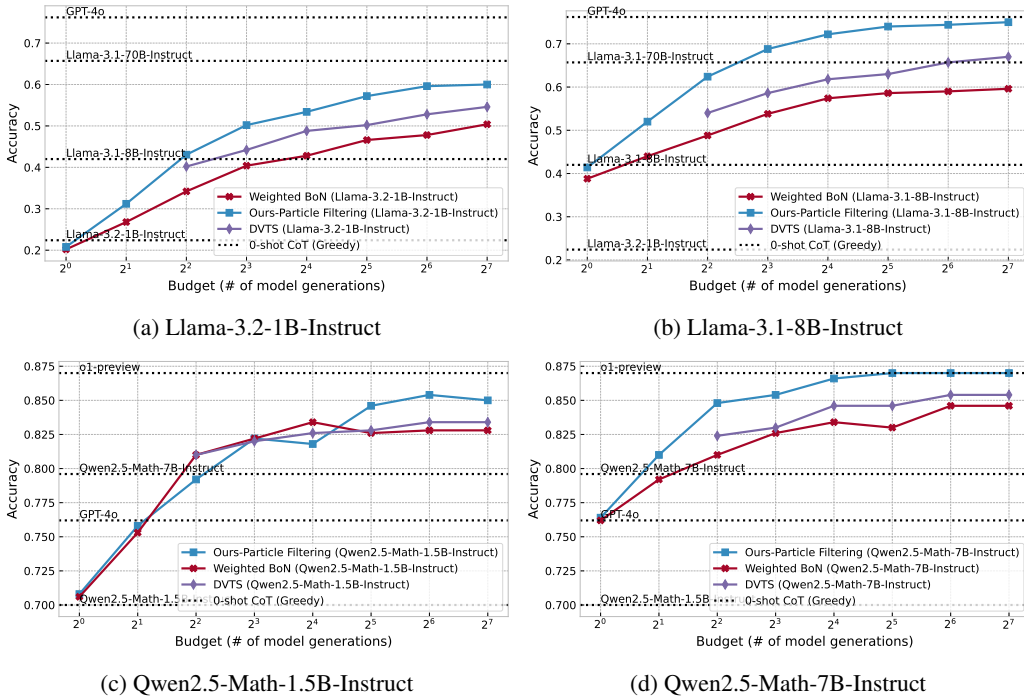 GPT-4o
0.7
Llama-3.1-70B-Instruct
0.6
0.5
Llama-3.1-8B-Instruct
0.4
0.3
Llama-3.2-1B-Instruct
0.2
Accuracy
Weighted BoN (Llama-3.2-1B-Instruct)
Ours-Particle Filtering (Llama-3.2-1B-Instruct)
DVTS (Llama-3.2-1B-Instruct)
0-shot CoT (Greedy)
2^0 2^1 2^2 2^3 2^4 2^5 2^6 2^7
Budget (# of model generations)
(a) Llama-3.2-1B-Instruct
GPT-4o
0.7
Llama-3.1-70B-Instruct
0.6
0.5
Llama-3.1-8B-Instruct
0.4
0.3
Llama-3.2-1B-Instruct
0.2
Accuracy
Weighted BoN (Llama-3.1-8B-Instruct)
Ours-Particle Filtering (Llama-3.1-8B-Instruct)
DVTS (Llama-3.1-8B-Instruct)
0-shot CoT (Greedy)
2^0 2^1 2^2 2^3 2^4 2^5 2^6 2^7
Budget (# of model generations)
(b) Llama-3.1-8B-Instruct
0.875
o1-preview
0.850
0.825
0.800
Qwen2.5-Math-7B-Instruct
0.775
GPT-4o
0.750
0.725
0.700
Qwen2.5-Math-1.5B-Instruct
Accuracy
Ours-Particle Filtering (Qwen2.5-Math-1.5B-Instruct)
Weighted BoN (Qwen2.5-Math-1.5B-Instruct)
DVTS (Qwen2.5-Math-1.5B-Instruct)
0-shot CoT (Greedy)
2^0 2^1 2^2 2^3 2^4 2^5 2^6 2^7
Budget (# of model generations)
(c) Qwen2.5-Math-1.5B-Instruct
0.875
o1-preview
0.850
0.825
0.800
Qwen2.5-Math-7B-Instruct
0.775
GPT-4o
0.750
0.725
0.700
Qwen2.5-Math-1.5B
Accuracy
Ours-Particle Filtering (Qwen2.5-Math-7B-Instruct)
Weighted BoN (Qwen2.5-Math-7B-Instruct)
DVTS (Qwen2.5-Math-7B-Instruct)
0-shot CoT (Greedy)
2^0 2^1 2^2 2^3 2^4 2^5 2^6 2^7
Budget (# of model generations)
(d) Qwen2.5-Math-7B-Instruct